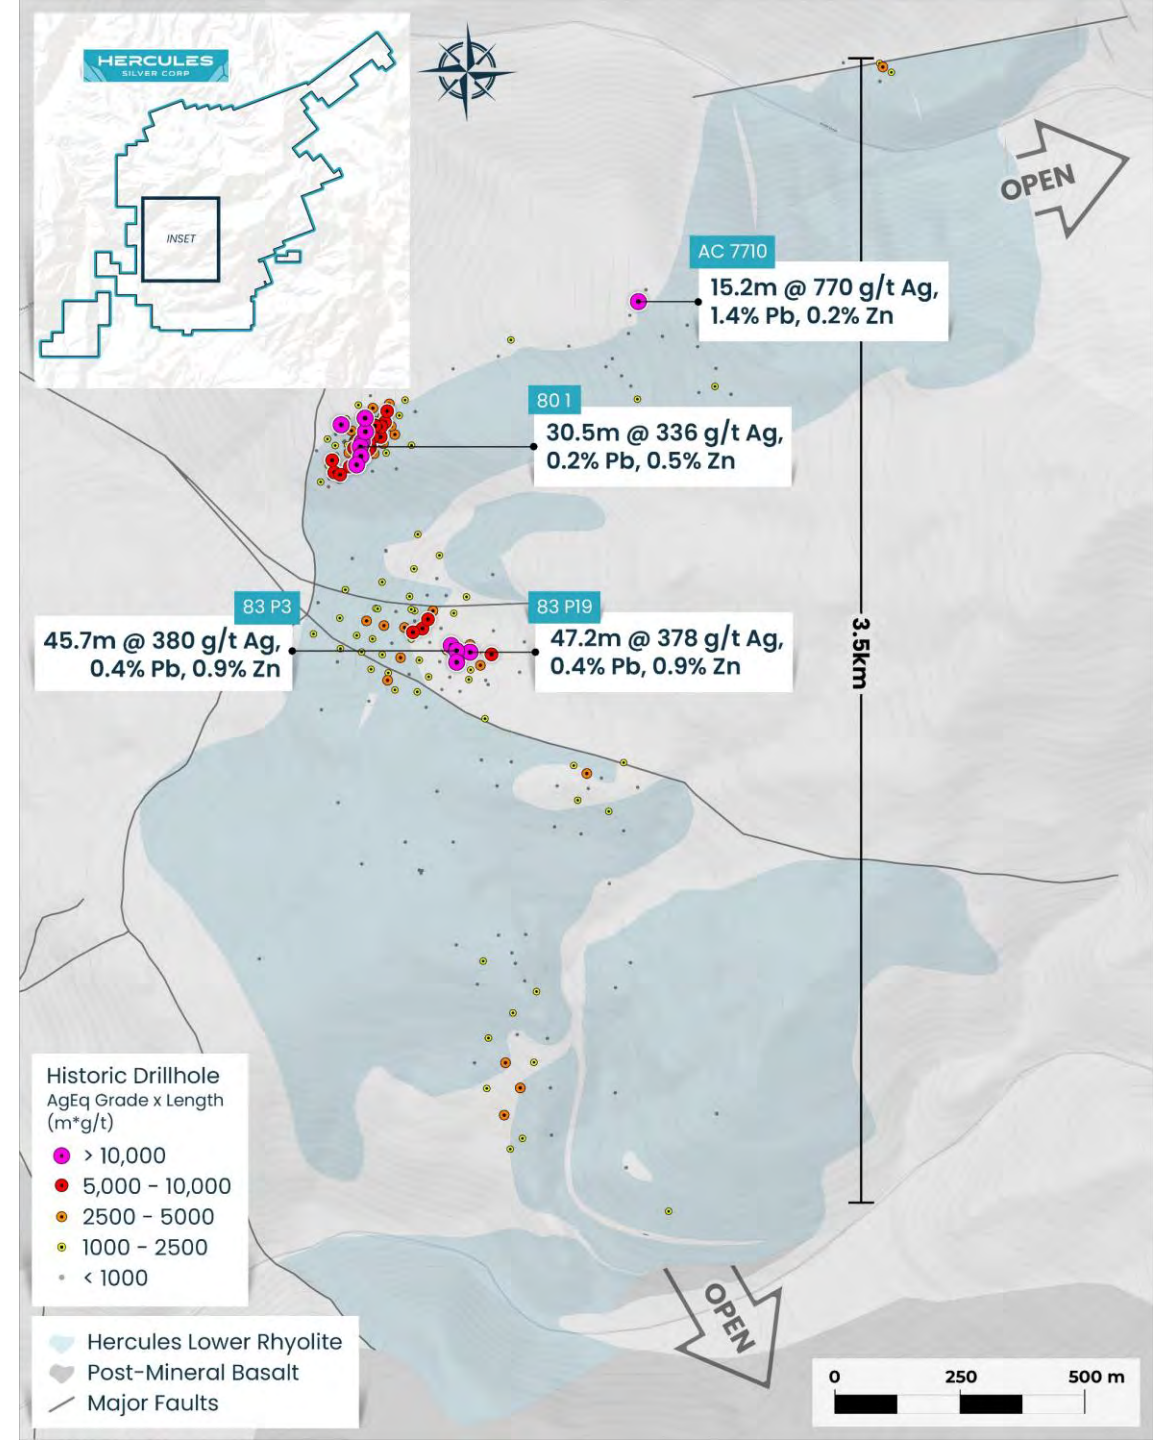 HERCULES
SILVER CORP
INSET
OPEN
AC 7710
15.2m @ 770 g/t Ag,
1.4% Pb, 0.2% Zn
80 1
30.5m @ 336 g/t Ag,
0.2% Pb, 0.5% Zn
83 P3
45.7m @ 380 g/t Ag,
0.4% Pb, 0.9% Zn
83 P19
47.2m @ 378 g/t Ag,
0.4% Pb, 0.9% Zn
3.5km
Historic Drillhole
AgEq Grade x Length
(m*g/t)
> 10,000
5,000 - 10,000
2500 - 5000
1000 - 2500
< 1000
Hercules Lower Rhyolite
Post-Mineral Basalt
Major Faults
OPEN
0 250 500 m